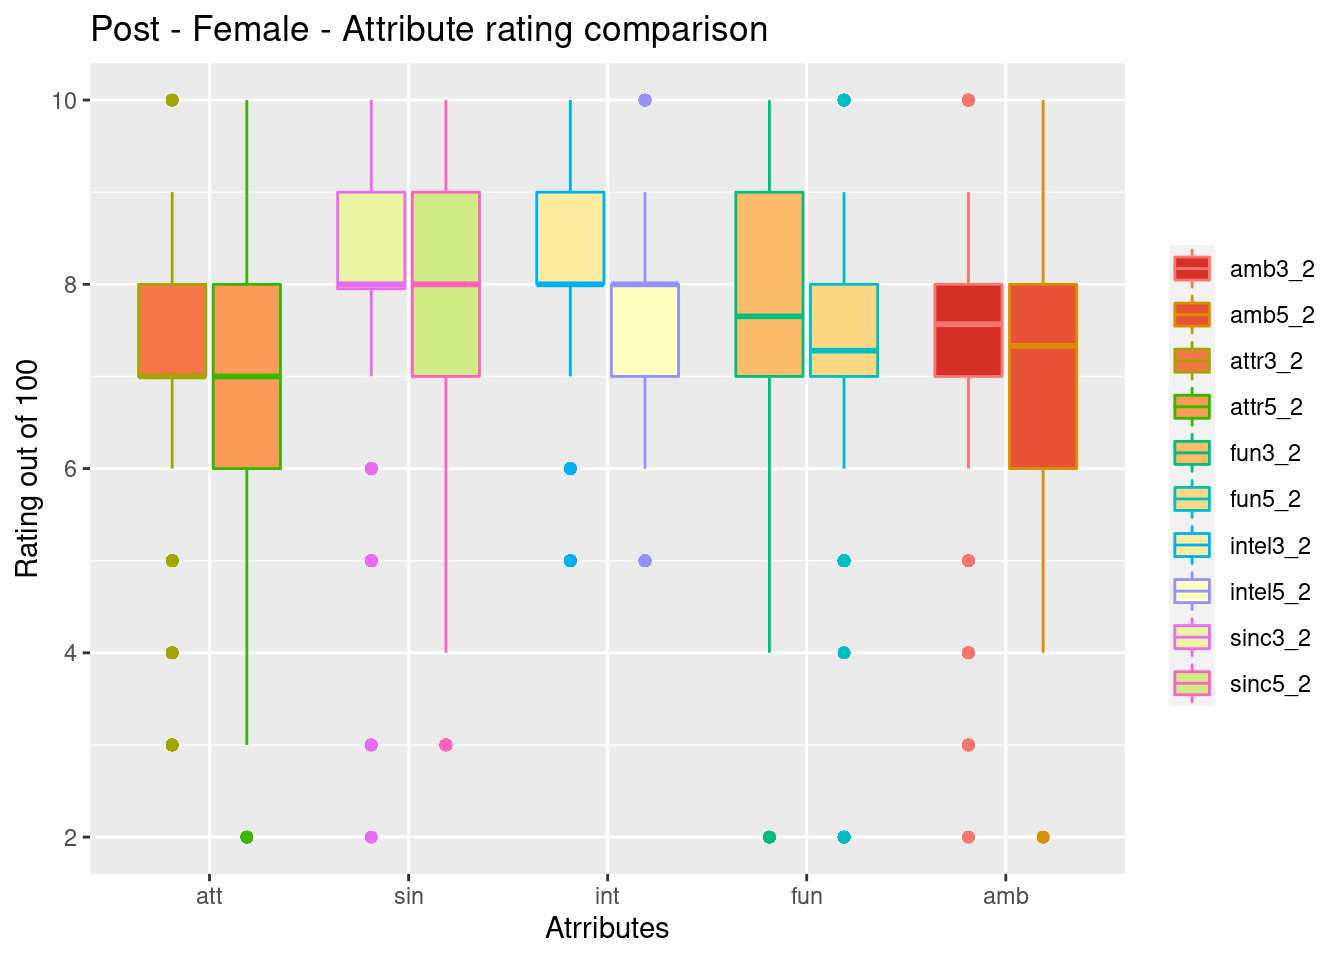 Post - Female - Attribute rating comparison
Rating out of 100
10
8
6
4
2
att sin int fun amb
Atrributes
amb3_2
amb5_2
attr3_2
attr5_2
fun3_2
fun5_2
intel3_2
intel5_2
sinc3_2
sinc5_2